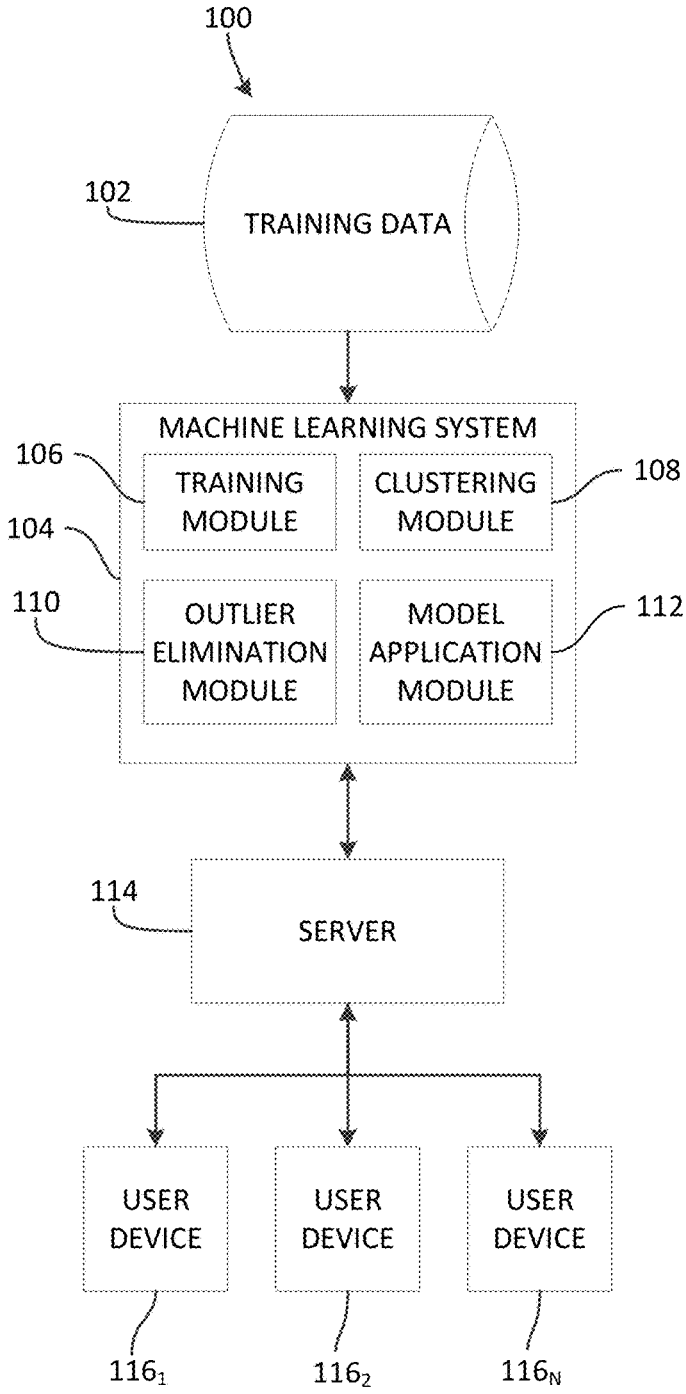 100
102
TRAINING DATA
MACHINE LEARNING SYSTEM
106
TRAINING
MODULE
CLUSTERING
MODULE
108
104
110
OUTLIER
ELIMINATION
MODULE
MODEL
APPLICATION
MODULE
112
114
SERVER
USER
DEVICE
USER
DEVICE
USER
DEVICE
116₁
116₂
116ₙ